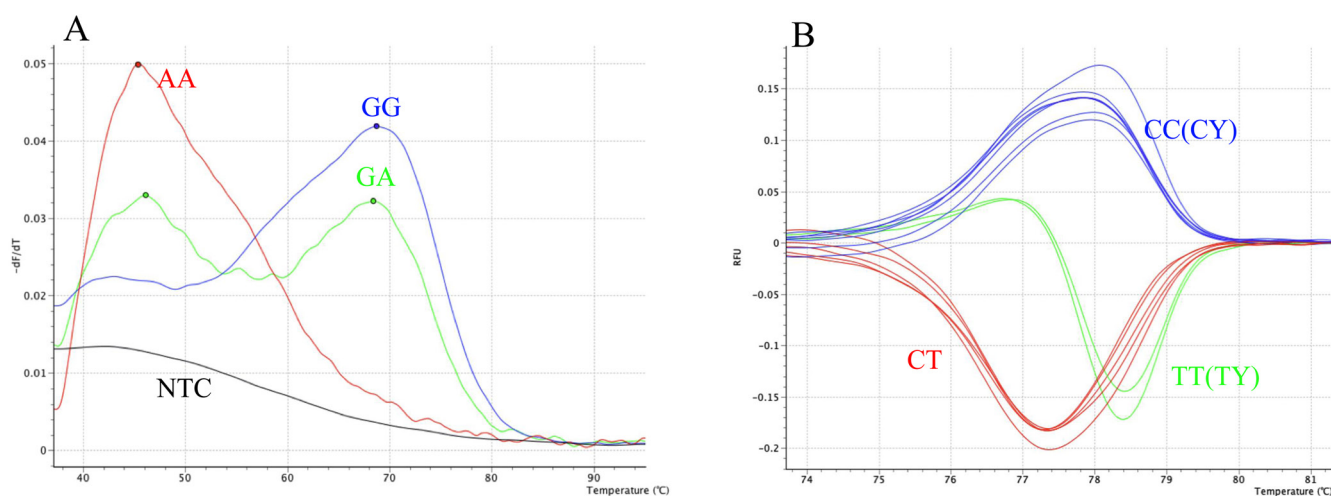 A
0.05
0.04
0.03
0.02
0.01
0
-dF/dT
AA
GG
GA
NTC
40
50
60
70
80
90
Temperature (℃)
B
0.15
0.1
0.05
0
-0.05
-0.1
-0.15
-0.2
RFU
CC(CY)
CT
TT(TY)
74
75
76
77
78
79
80
81
Temperature (℃)